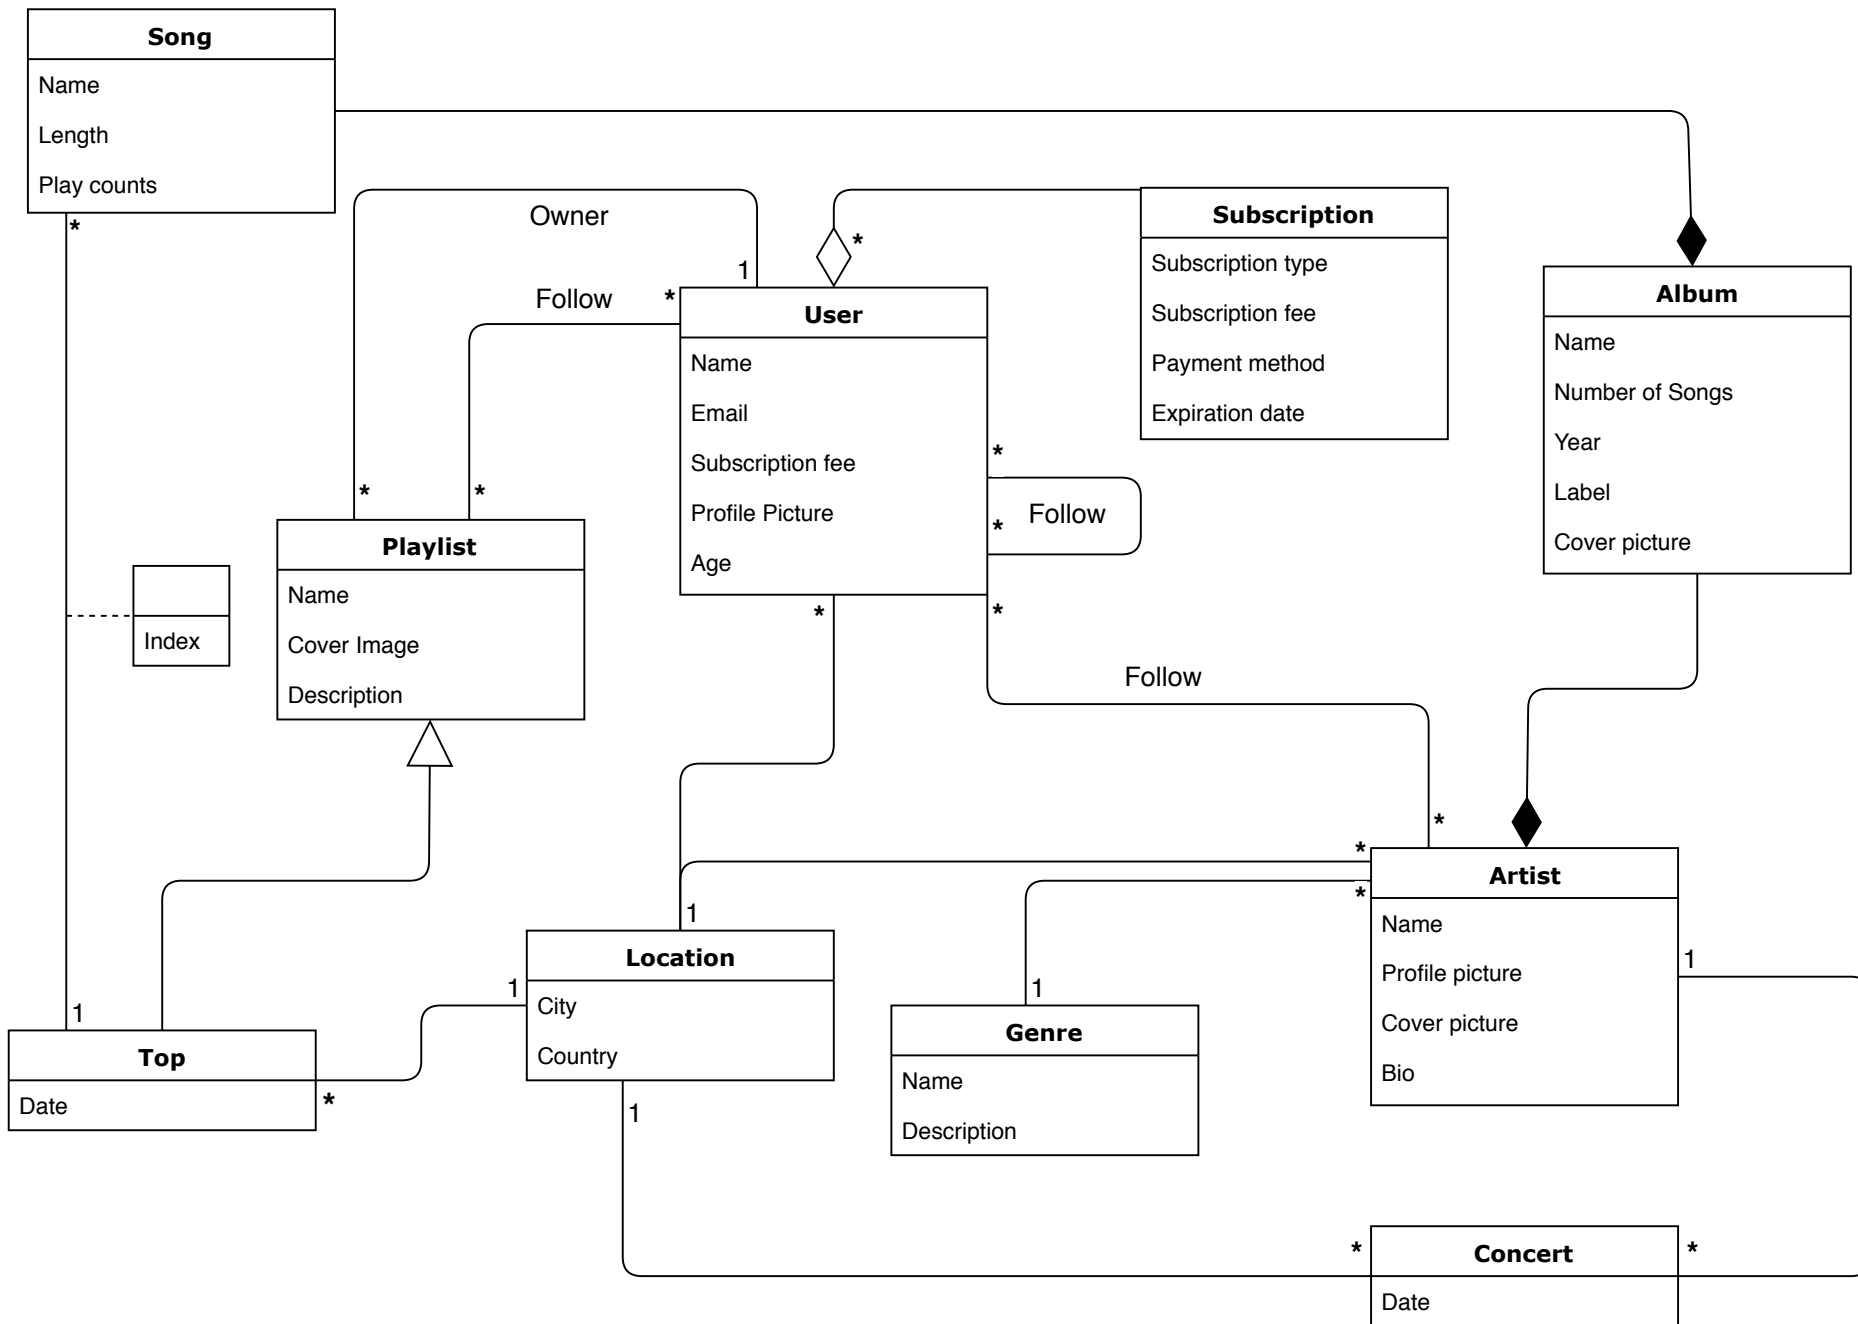 Song
Name
Length
Play counts
*
Owner
1
Follow
*
*
*
*
Subscription
Subscription type
Subscription fee
Payment method
Expiration date
Album
Name
Number of Songs
Year
Label
Cover picture
User
Name
Email
Subscription fee
Profile Picture
Age
*
*
Follow
*
*
Follow
*
Playlist
Name
Cover Image
Description
Index
1
Top
Date
*
1
1
Location
City
Country
1
*
*
1
Genre
Name
Description
Artist
Name
Profile picture
Cover picture
Bio
1
*
*
Concert
Date